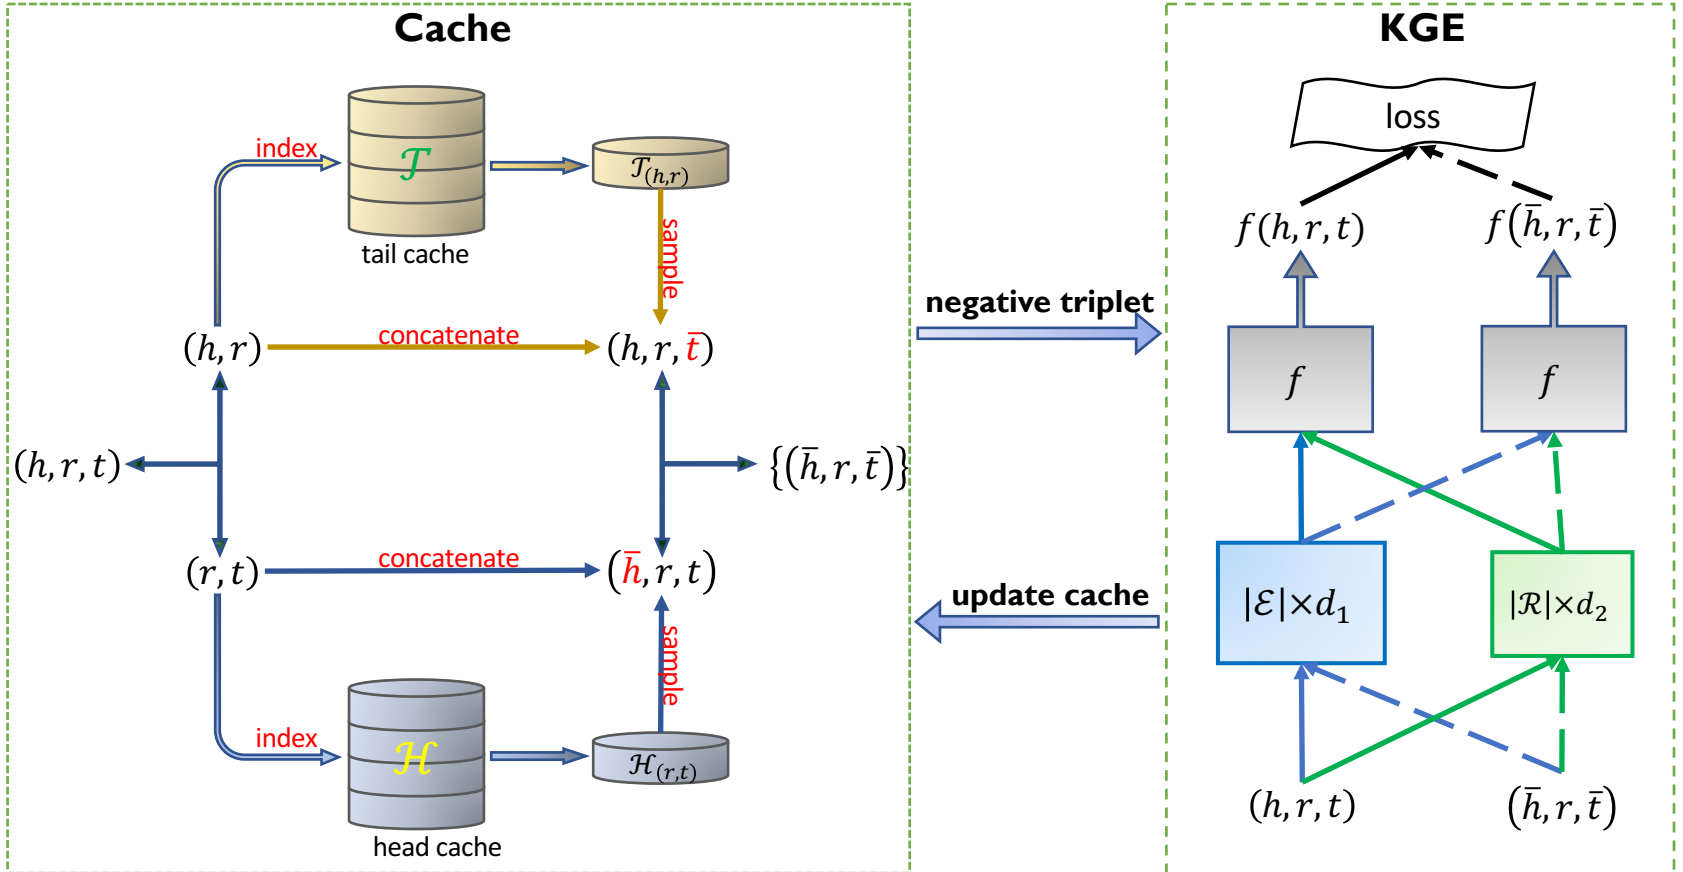 Cache
index
𝒯
tail cache
𝒯(h,r)
sample
(h, r)
concatenate
(h, r, t̄)
(h, r, t)
{(h̄, r, t̄)}
(r, t)
concatenate
(h̄, r, t)
sample
index
ℋ
head cache
ℋ(r,t)
negative triplet
update cache
KGE
loss
f(h, r, t)
f(h̄, r, t̄)
f
f
|ℰ|×d₁
|ℛ|×d₂
(h, r, t)
(h̄, r, t̄)